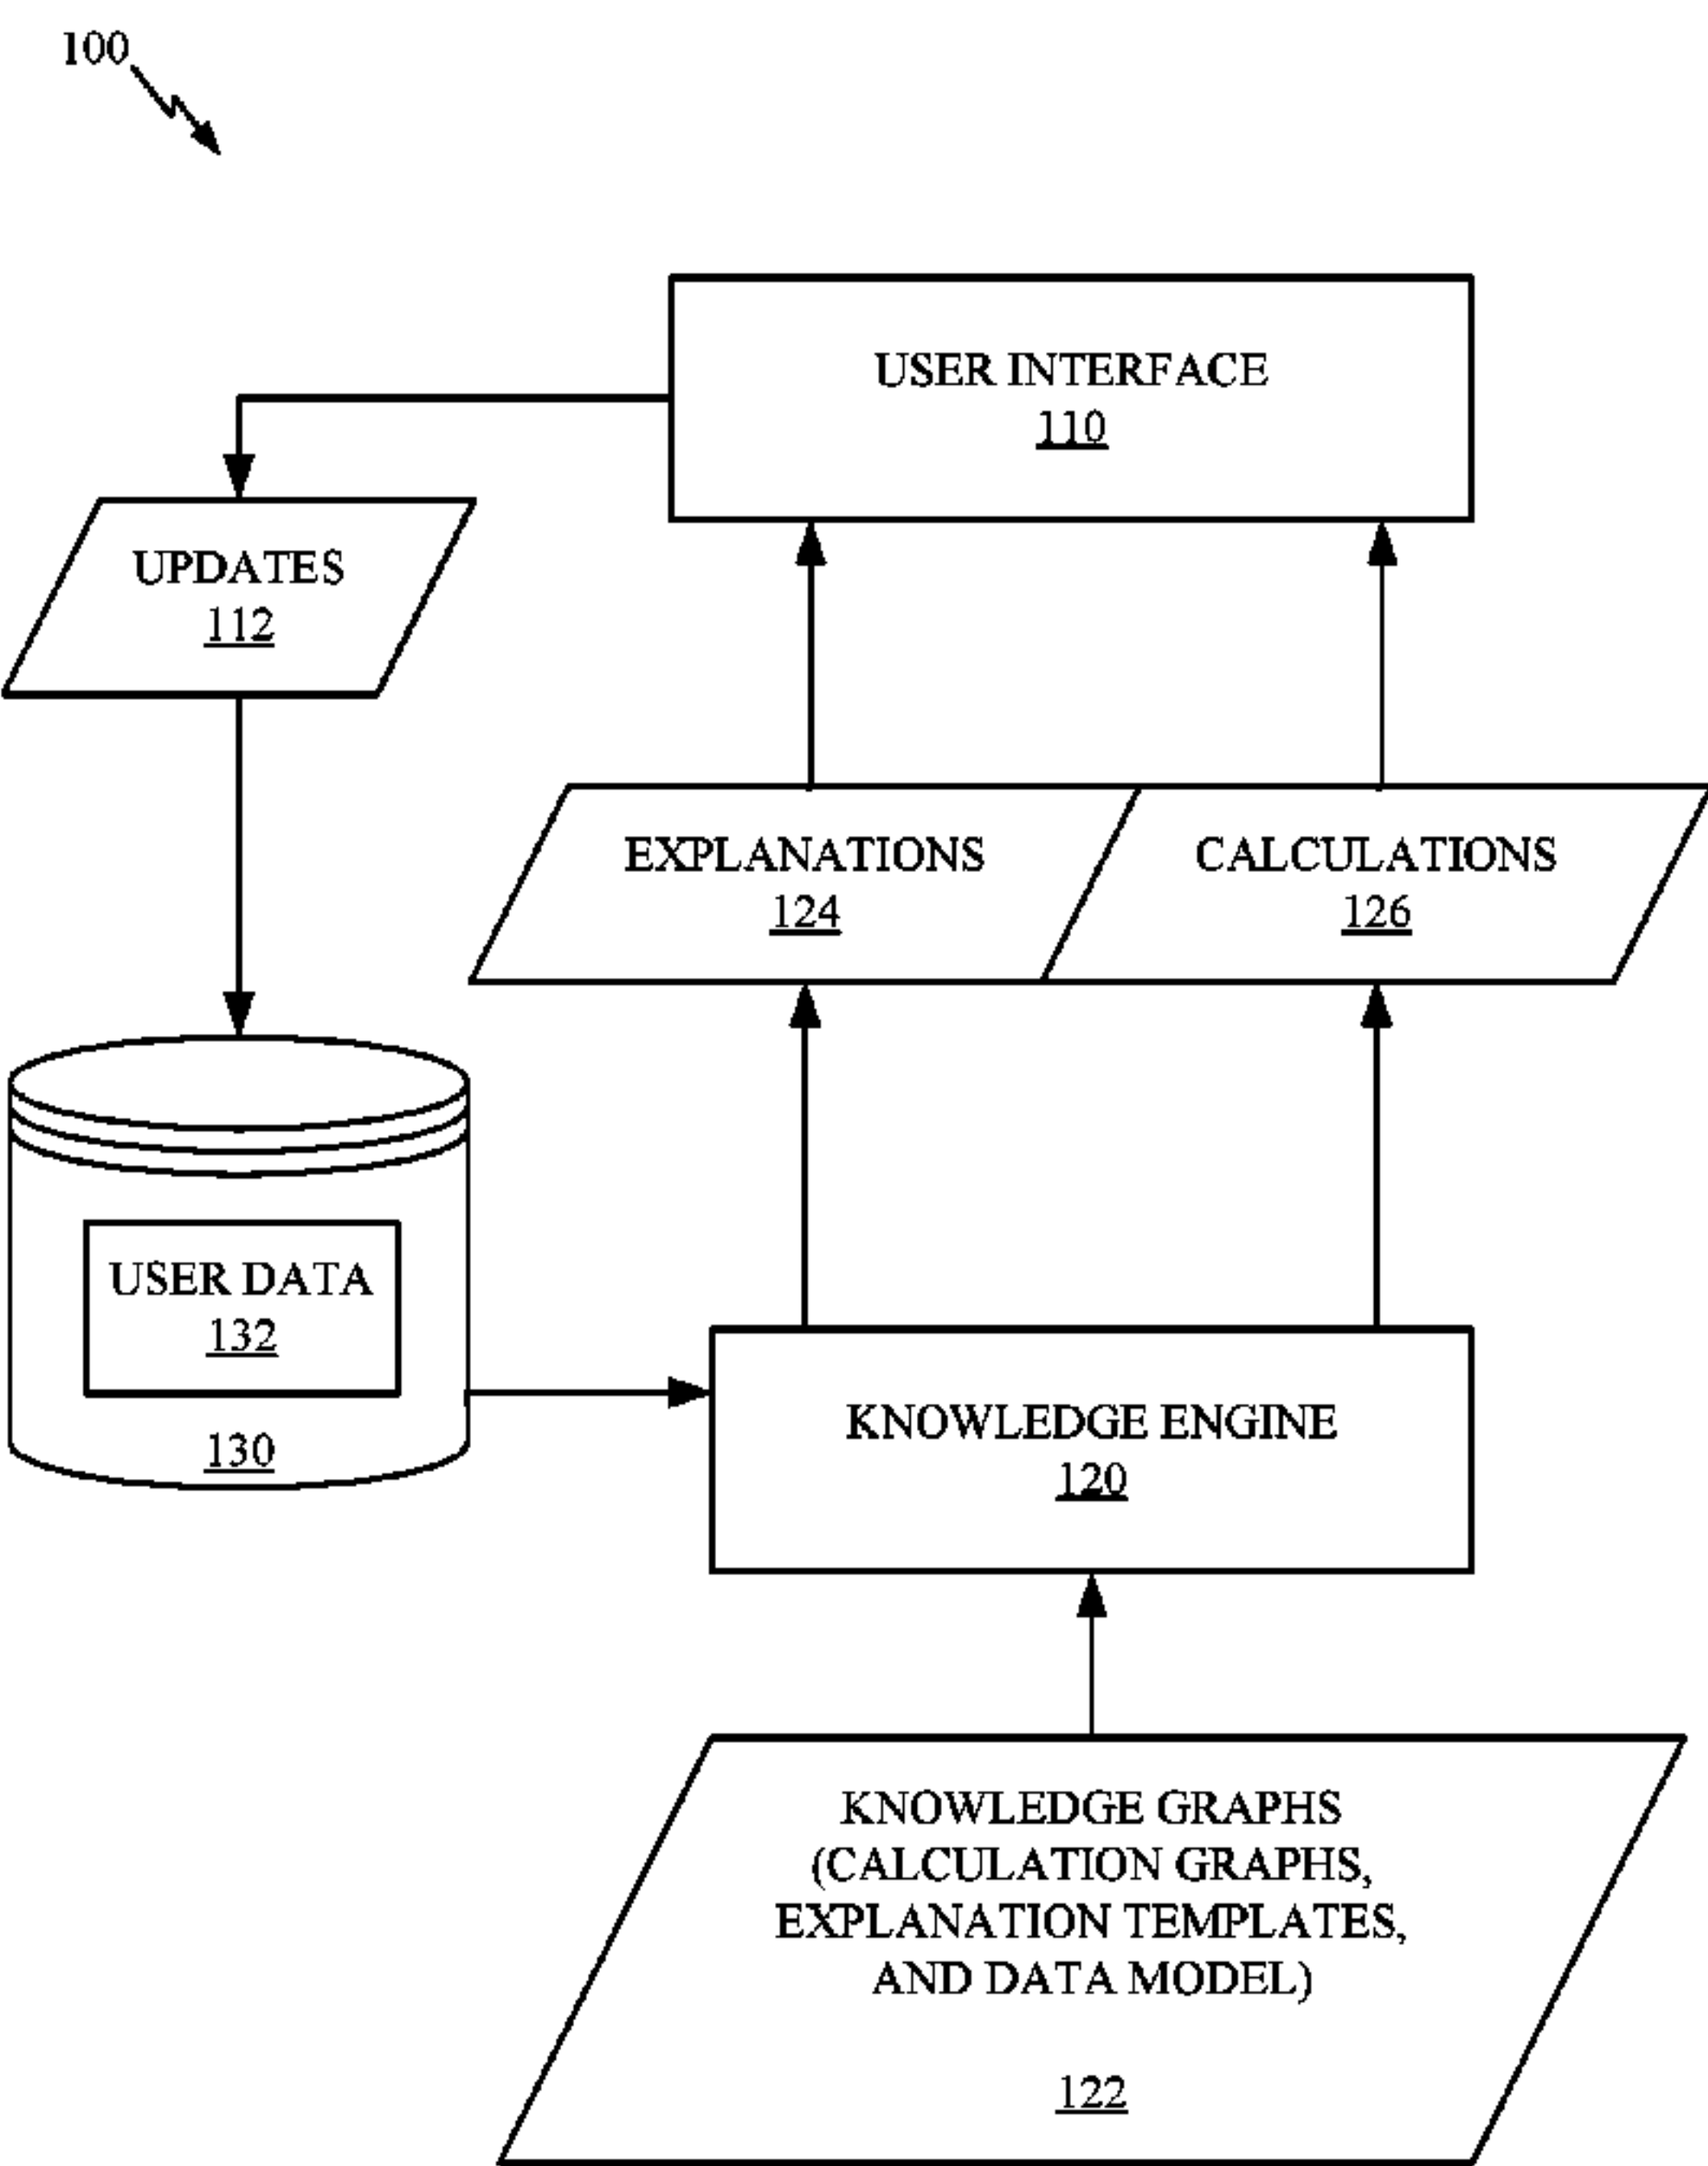 100
USER INTERFACE
110
UPDATES
112
EXPLANATIONS
124
CALCULATIONS
126
USER DATA
132
130
KNOWLEDGE ENGINE
120
KNOWLEDGE GRAPHS
(CALCULATION GRAPHS,
EXPLANATION TEMPLATES,
AND DATA MODEL)
122